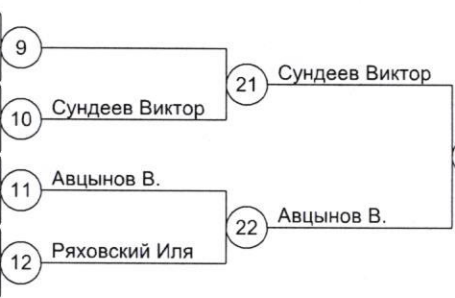 9
21 Сундеев Виктор
10 Сундеев Виктор
11 Авцынов В.
22 Авцынов В.
12 Ряховский Иля